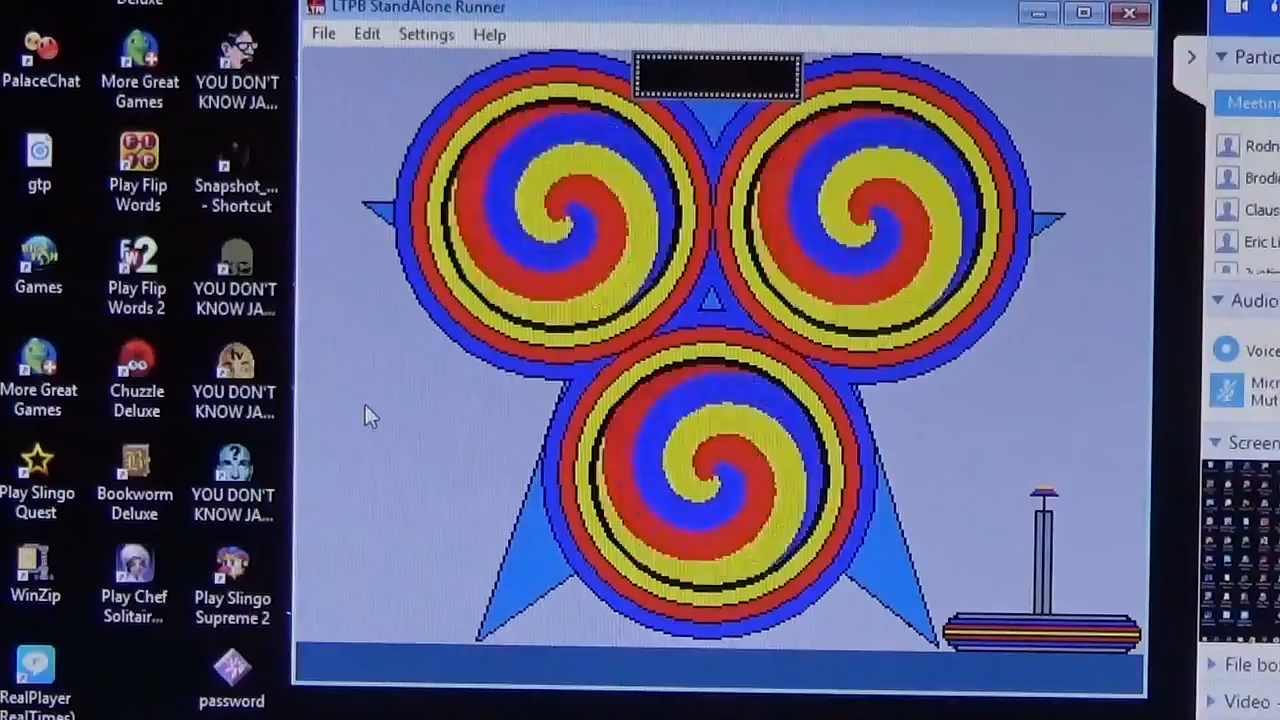 Deluxe
LTPB StandAlone Runner
File Edit Settings Help
PalaceChat
More Great
Games
YOU DON'T
KNOW JA...
gtp
Play Flip
Words
Snapshot_...
- Shortcut
Games
Play Flip
Words 2
YOU DON'T
KNOW JA...
More Great
Games
Chuzzle
Deluxe
YOU DON'T
KNOW JA...
Play Slingo
Quest
Bookworm
Deluxe
YOU DON'T
KNOW JA...
WinZip
Play Chef
Solitair...
Play Slingo
Supreme 2
RealPlayer
RealTimes)
password
Partic
Meetin
Rodn
Brodi
Claus
Eric Li
Audio
Voice
Micr
Mut
Screen
File bo
Video